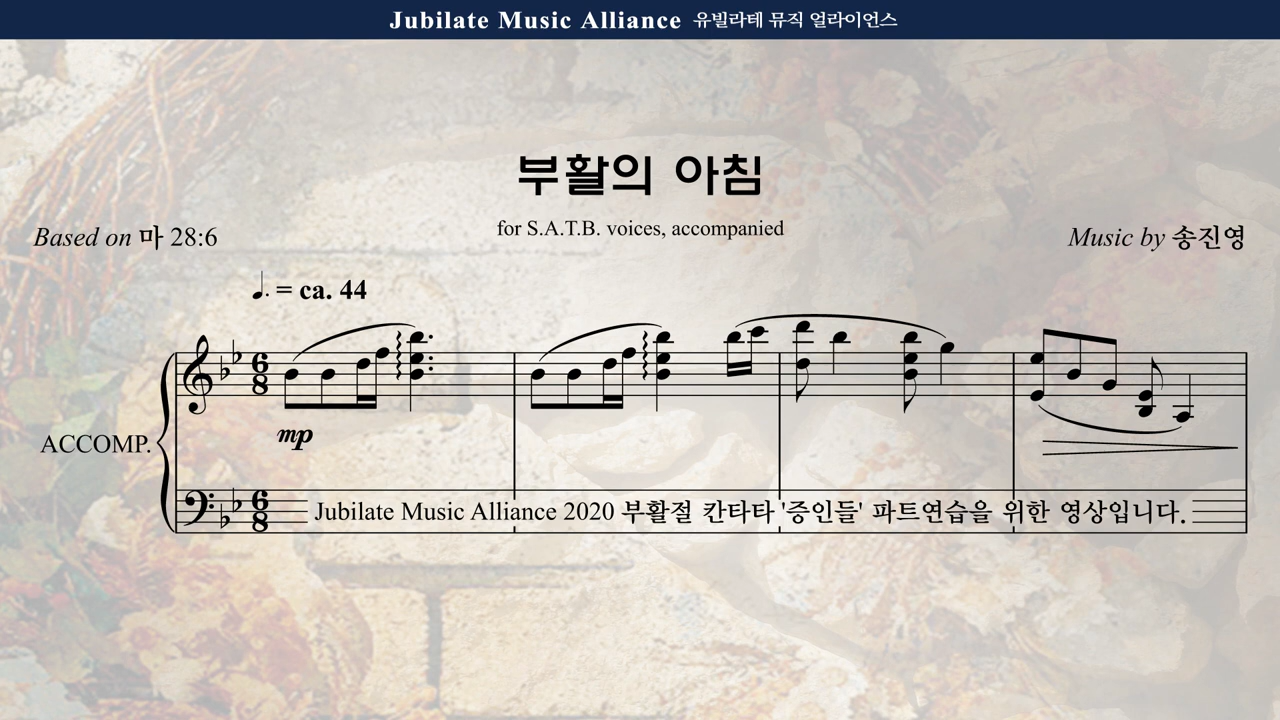 Jubilate Music Alliance 유빌라테 뮤직 얼라이언스
부활의 아침
for S.A.T.B. voices, accompanied
Based on 마 28:6
Music by 송진영
♩. = ca. 44
6 8
mp
ACCOMP.
6 8
Jubilate Music Alliance 2020 부활절 칸타타 '증인들' 파트연습을 위한 영상입니다.